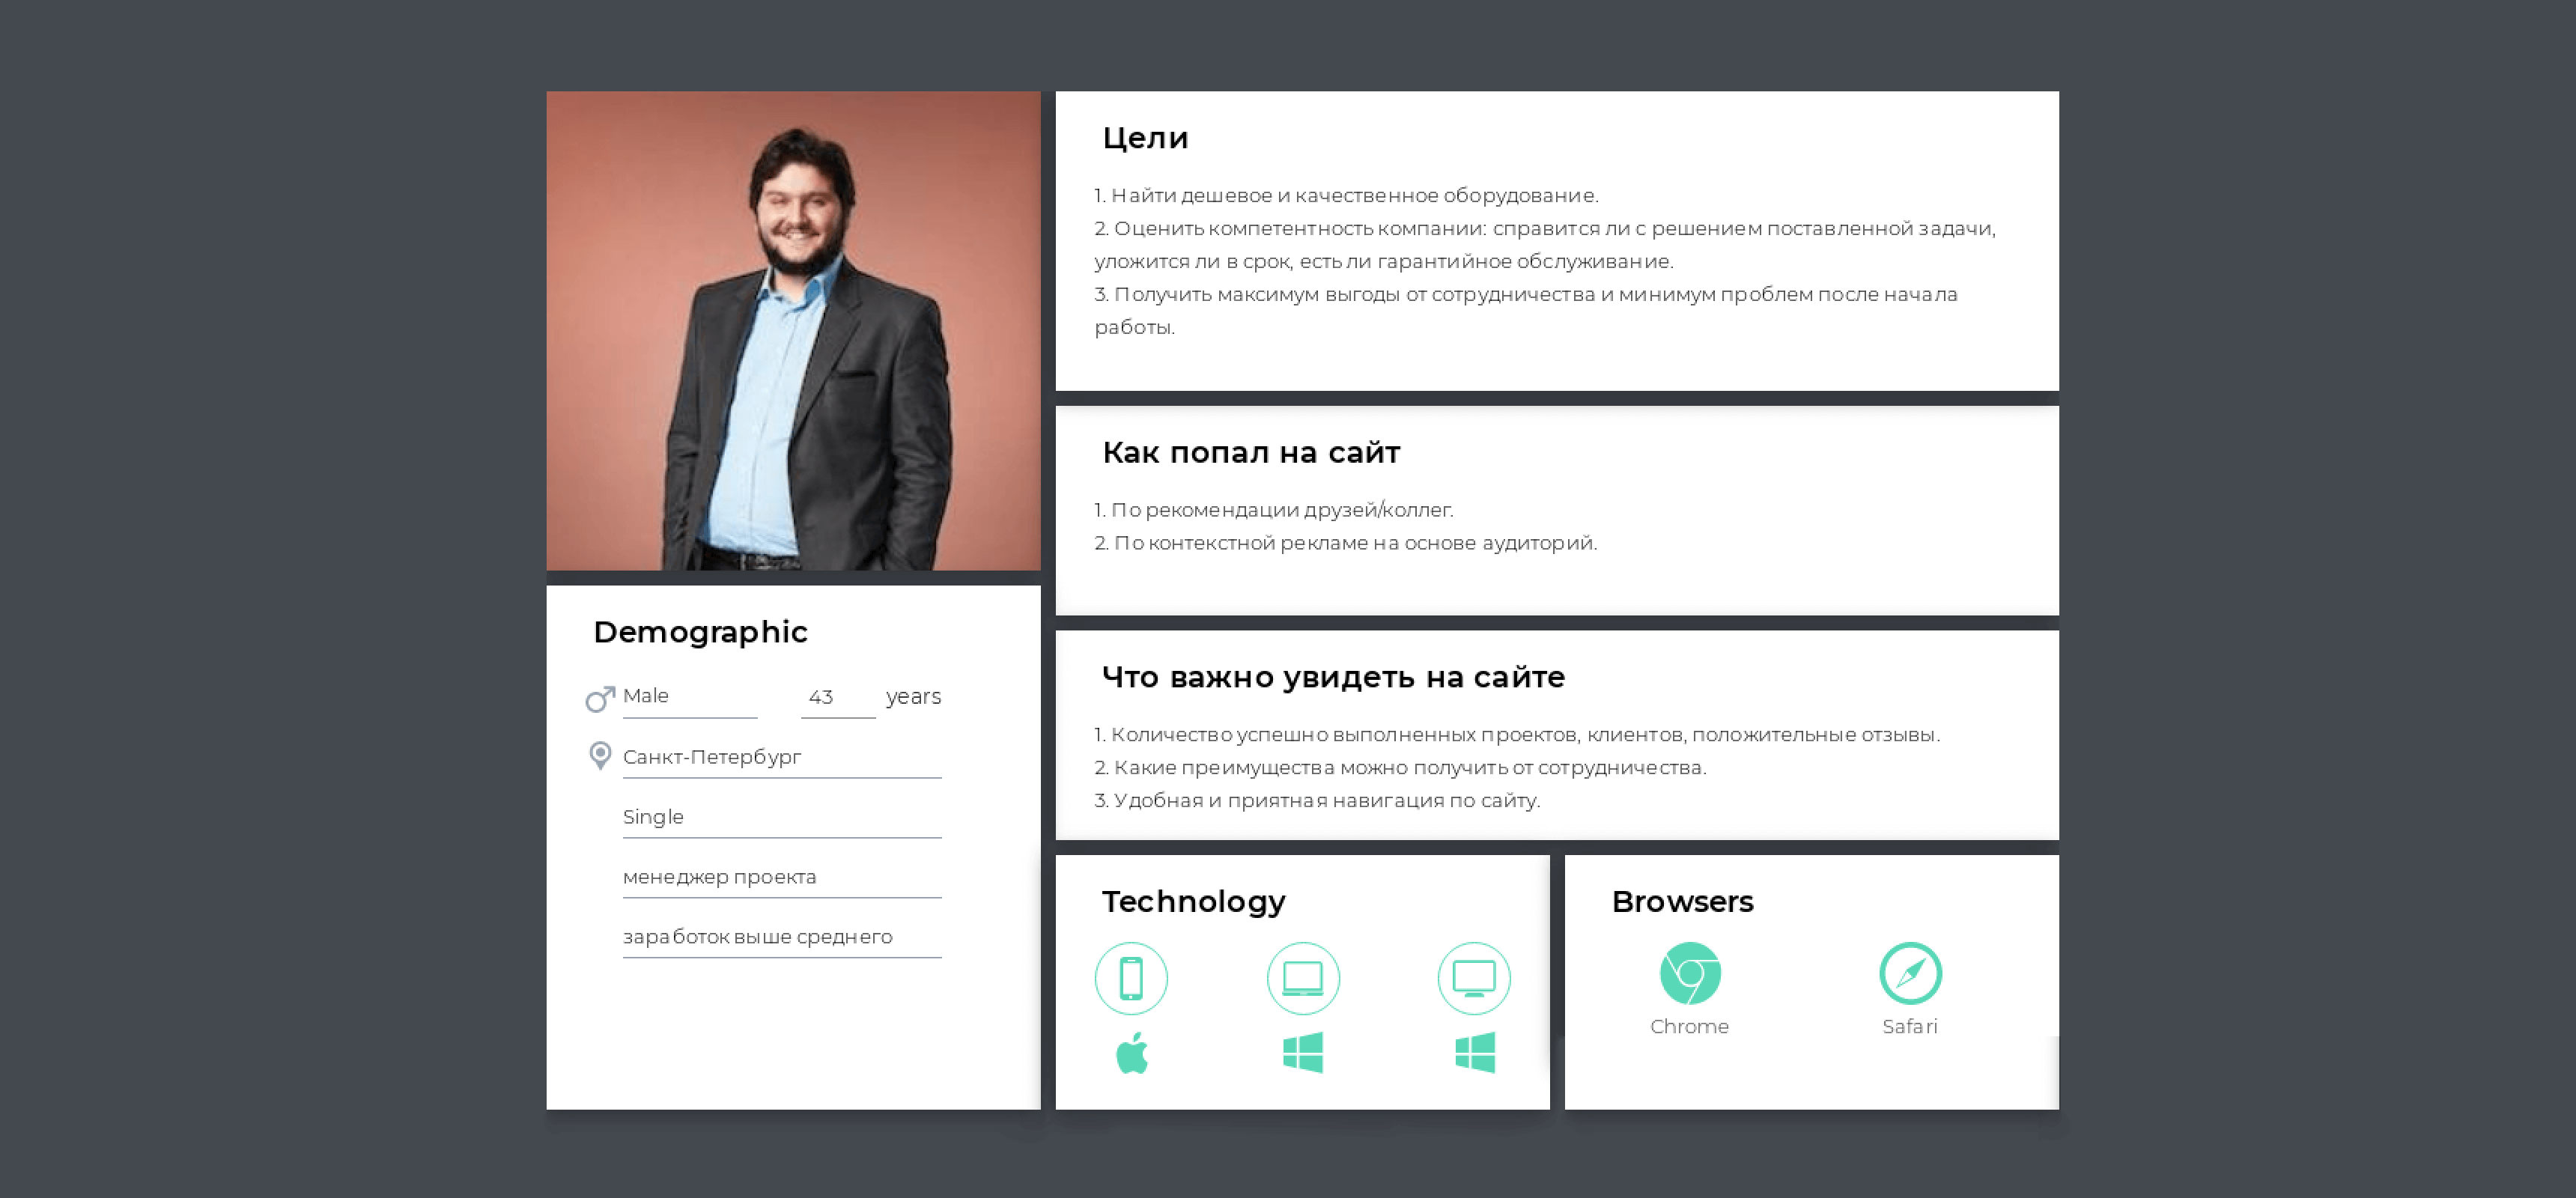 Цели
1. Найти дешевое и качественное оборудование.
2. Оценить компетентность компании: справится ли с решением поставленной задачи,
уложится ли в срок, есть ли гарантийное обслуживание.
3. Получить максимум выгоды от сотрудничества и минимум проблем после начала
работы.
Как попал на сайт
1. По рекомендации друзей/коллег.
2. По контекстной рекламе на основе аудиторий.
Demographic
Male 43 years
Санкт-Петербург
Single
менеджер проекта
заработок выше среднего
Что важно увидеть на сайте
1. Количество успешно выполненных проектов, клиентов, положительные отзывы.
2. Какие преимущества можно получить от сотрудничества.
3. Удобная и приятная навигация по сайту.
Technology
Browsers
Chrome
Safari